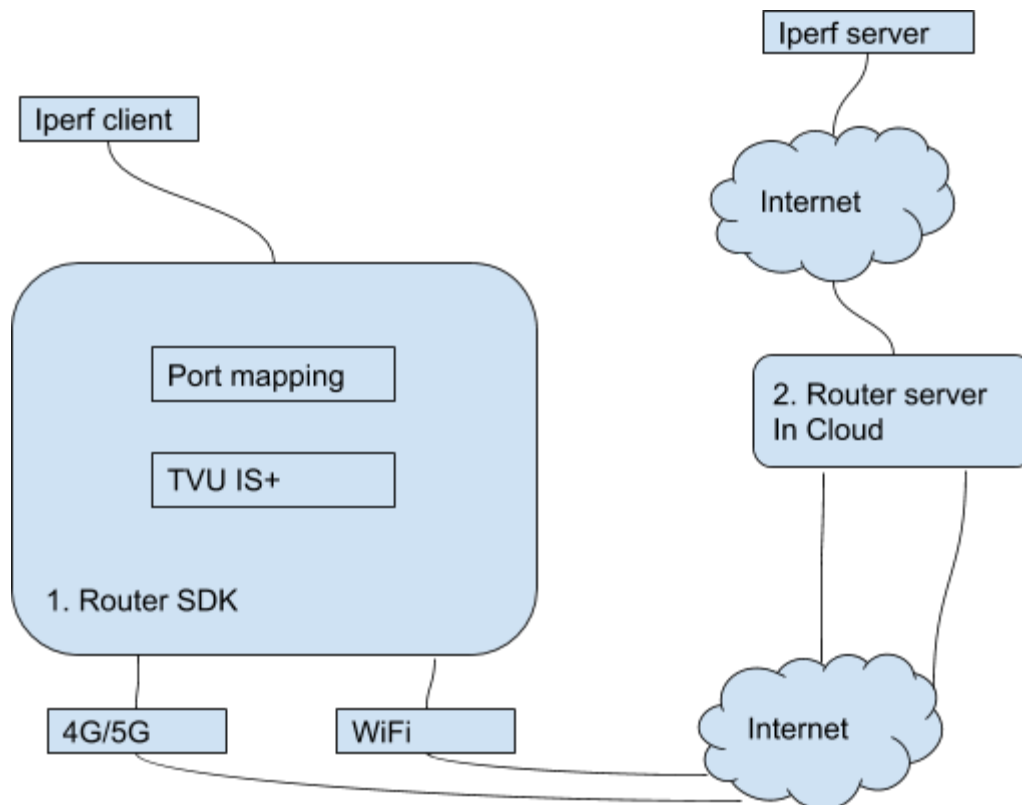 Iperf server
Iperf client
Internet
Port mapping
2. Router server
In Cloud
TVU IS+
1. Router SDK
4G/5G
WiFi
Internet